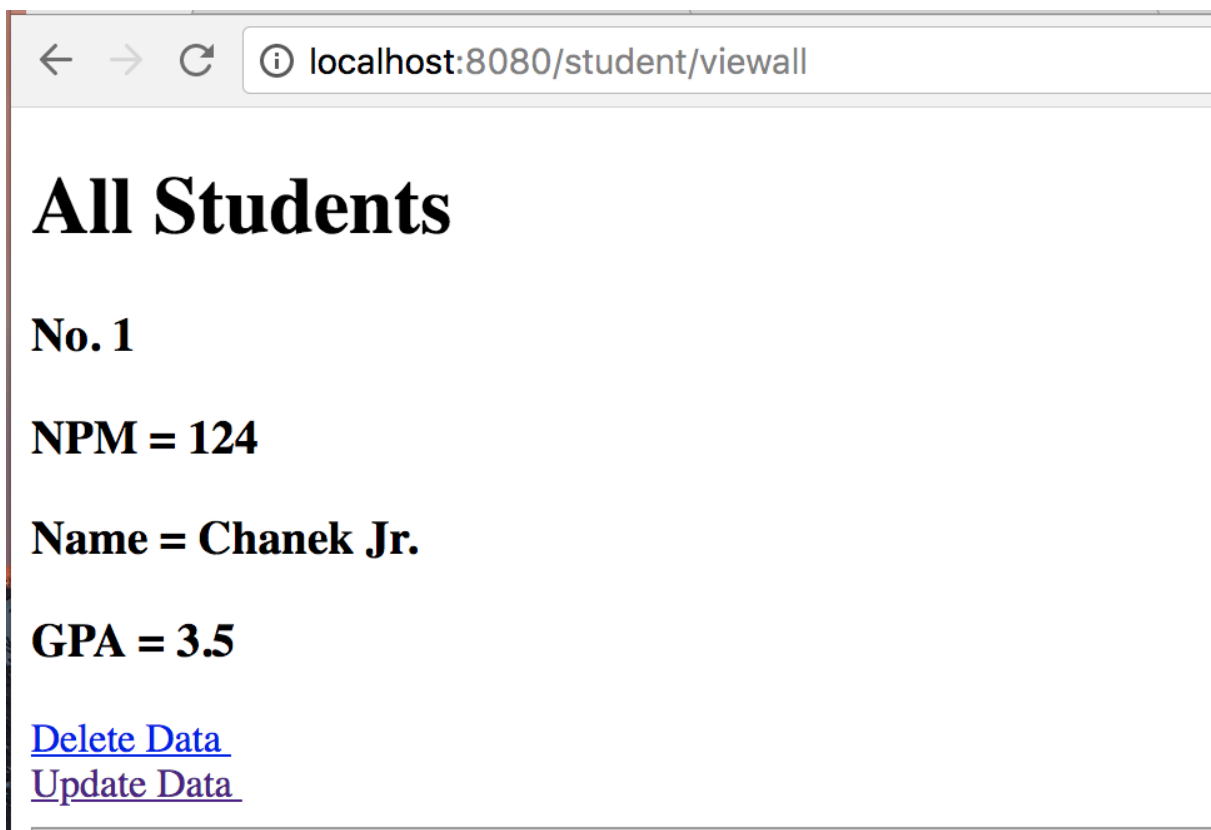 localhost:8080/student/viewall
All Students
No. 1
NPM = 124
Name = Chanek Jr.
GPA = 3.5
Delete Data
Update Data